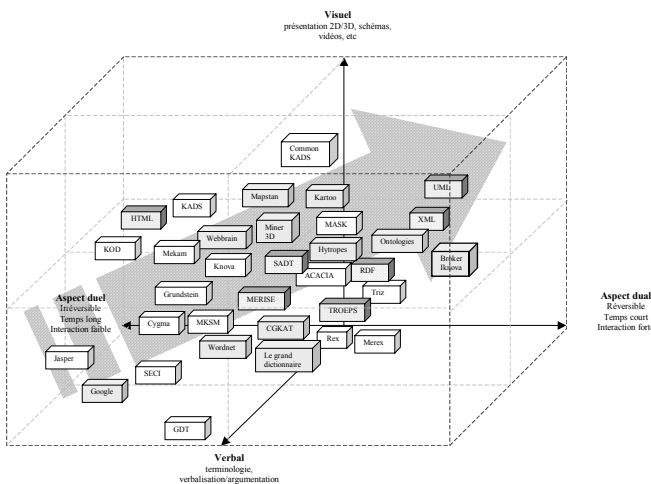 Visuel
présentation 2D/3D, schémas,
vidéos, etc
Common
KADS
UML
Mapstan
Kartoo
KADS
HTML
XML
MASK
Miner
3D
Webbrain
Ontologies
KOD
Mekam
Hytropes
Bröker
Iknova
Knova
SADT
RDF
ACACIA
Triz
Grundstein
MERISE
Aspect duel
Irréversible
Temps long
Interaction faible
Aspect dual
Réversible
Temps court
Interaction forte
TROEPS
Cygma
MKSM
CGKAT
Rex
Merex
Wordnet
Le grand
dictionnaire
Jasper
SECI
Google
GDT
Verbal
terminologie,
verbalisation/argumentation